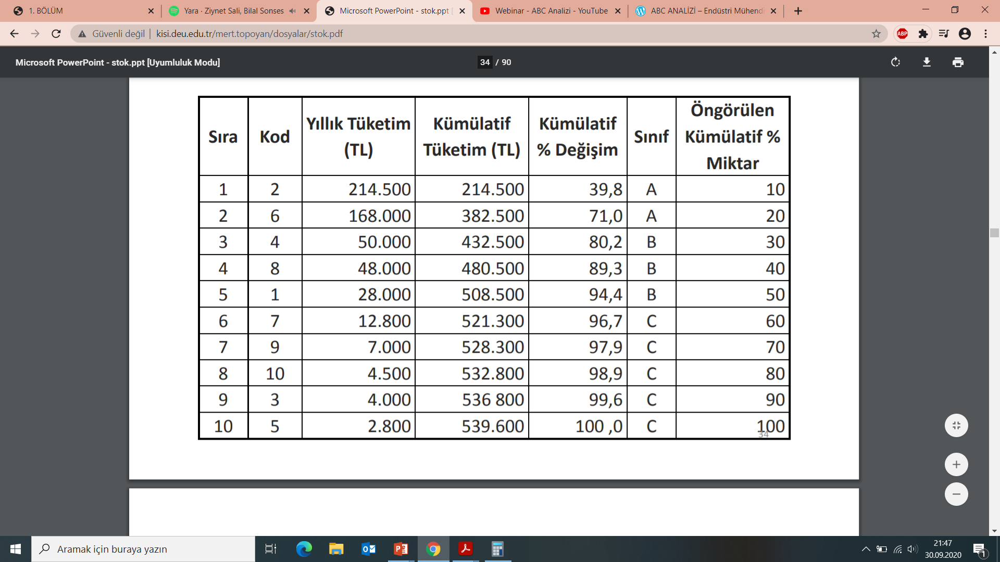 1. BÖLÜM
Yara · Ziynet Sali, Bilal Sonses
Microsoft PowerPoint - stok.ppt [
Webinar - ABC Analizi - YouTube
ABC ANALİZİ – Endüstri Mühendi
Güvenli değil | kisi.deu.edu.tr/mert.topoyan/dosyalar/stok.pdf
ABP
Microsoft PowerPoint - stok.ppt [Uyumluluk Modu]
34 / 90
Sıra Kod Yıllık Tüketim (TL) Kümülatif Tüketim (TL) Kümülatif % Değişim Sınıf Öngörülen Kümülatif % Miktar
1 2 214.500 214.500 39,8 A 10
2 6 168.000 382.500 71,0 A 20
3 4 50.000 432.500 80,2 B 30
4 8 48.000 480.500 89,3 B 40
5 1 28.000 508.500 94,4 B 50
6 7 12.800 521.300 96,7 C 60
7 9 7.000 528.300 97,9 C 70
8 10 4.500 532.800 98,9 C 80
9 3 4.000 536 800 99,6 C 90
10 5 2.800 539.600 100 ,0 C 100
34
Aramak için buraya yazın
21:47
30.09.2020
1